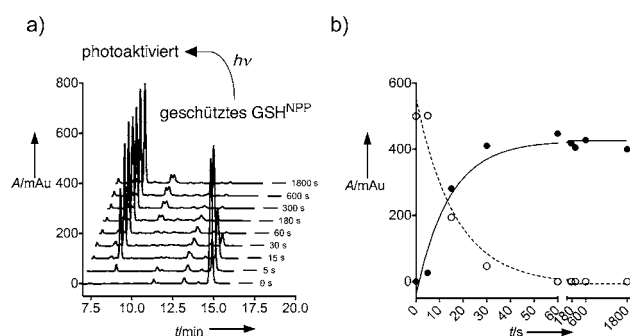 a)
photoaktiviert
hν
geschütztes GSH^NPP
800
600
400
200
0
A/mAu
1800 s
600 s
300 s
180 s
60 s
30 s
15 s
5 s
0 s
7.5 10.0 12.5 15.0 17.5 20.0
t/min
b)
600
400
200
0
A/mAu
0 10 20 30 40 50 60 180 600 1800
t/s